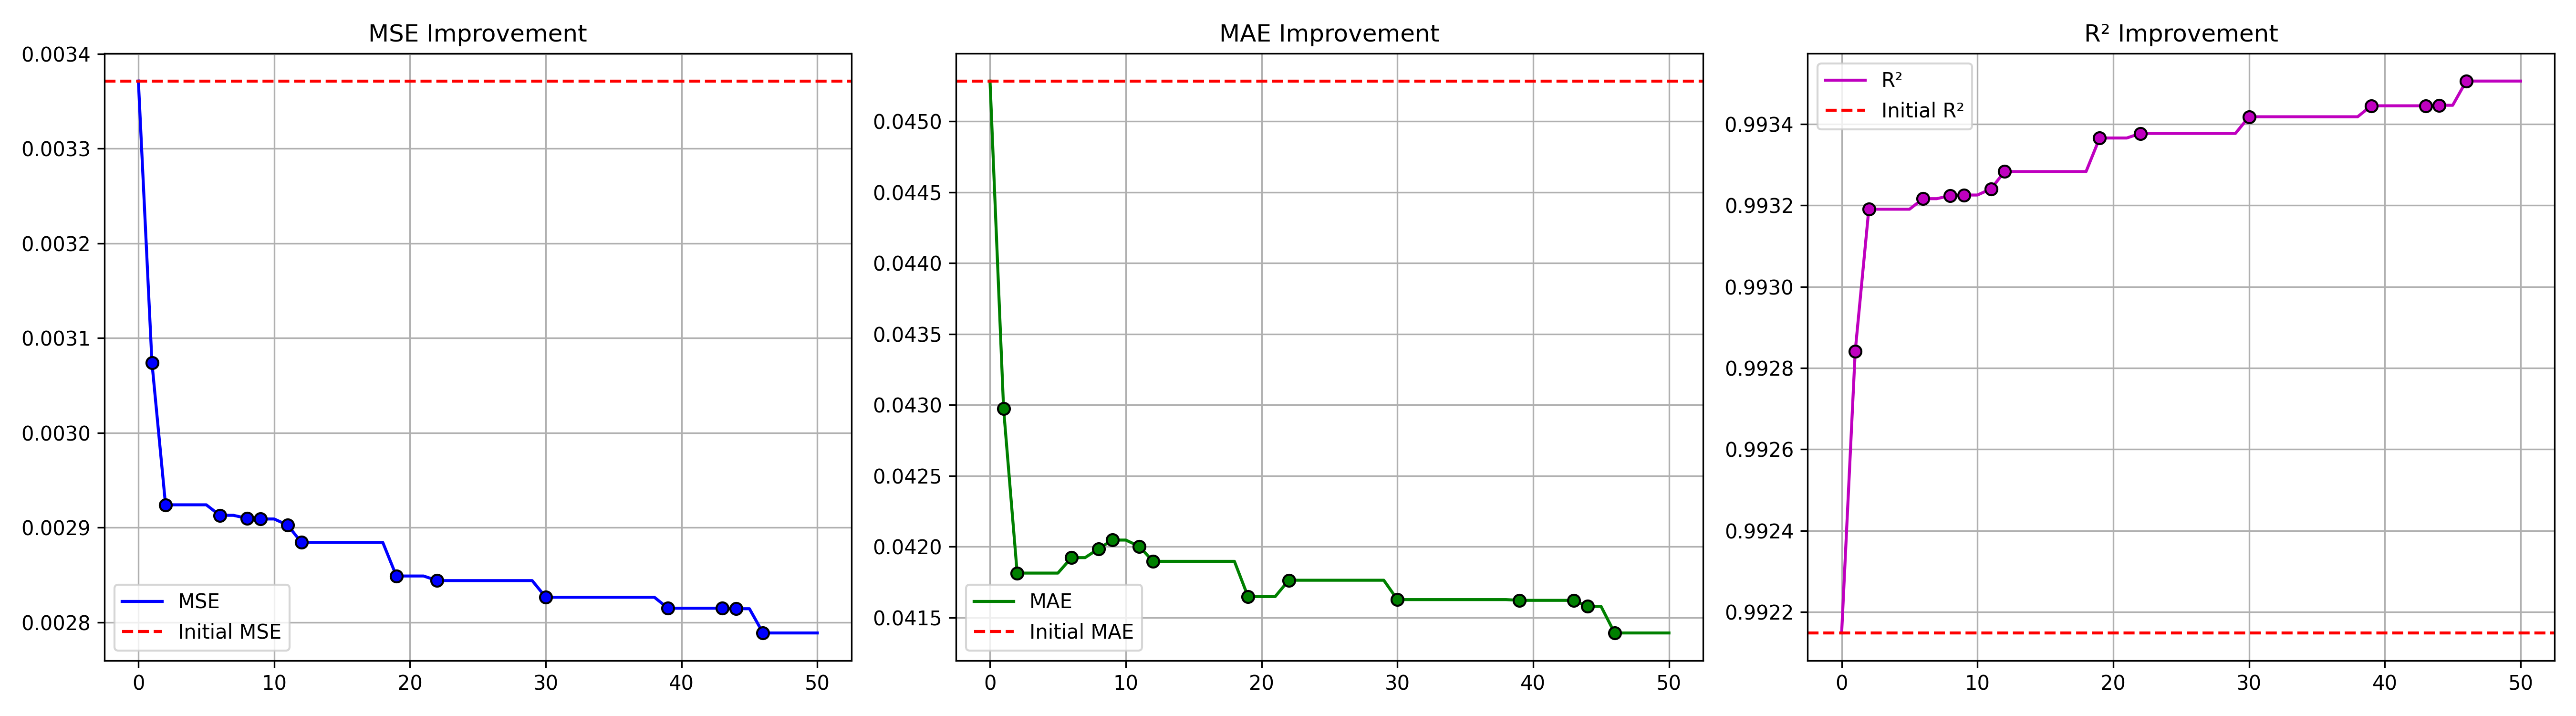 MSE Improvement
0.0034
0.0033
0.0032
0.0031
0.0030
0.0029
0.0028
MSE
Initial MSE
0 10 20 30 40 50
MAE Improvement
0.0450
0.0445
0.0440
0.0435
0.0430
0.0425
0.0420
0.0415
MAE
Initial MAE
0 10 20 30 40 50
R² Improvement
R²
Initial R²
0.9934
0.9932
0.9930
0.9928
0.9926
0.9924
0.9922
0 10 20 30 40 50